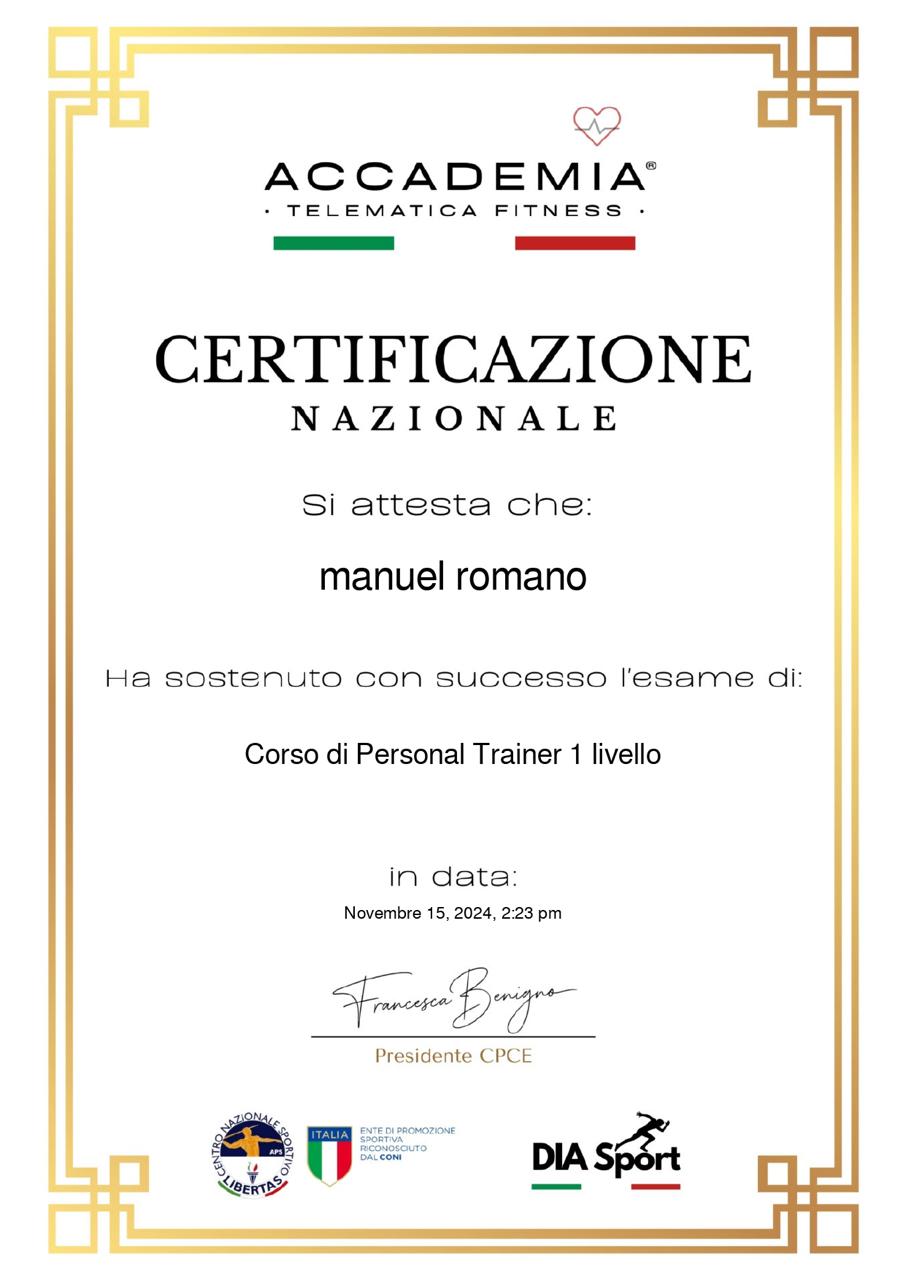 ACCADEMIA®
· TELEMATICA FITNESS ·
CERTIFICAZIONE
NAZIONALE
Si attesta che:
manuel romano
Ha sostenuto con successo l'esame di:
Corso di Personal Trainer 1 livello
in data:
Novembre 15, 2024, 2:23 pm
Francesca Benigno
Presidente CPCE
CENTRO NAZIONALE SPORTIVO
APS
LIBERTAS
ITALIA
ENTE DI PROMOZIONE
SPORTIVA
RICONOSCIUTO
DAL CONI
DIA Sport